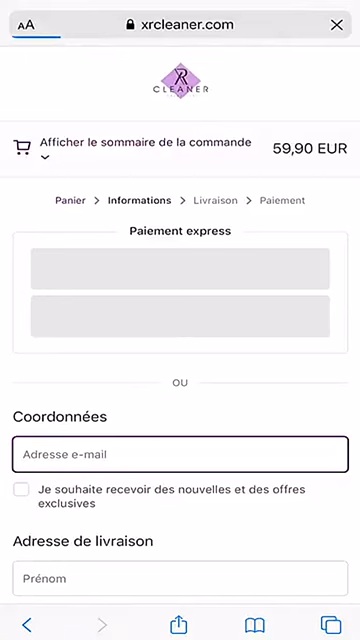 AA
xrcleaner.com
XR
CLEANER
Afficher le sommaire de la commande
59,90 EUR
Panier > Informations > Livraison > Paiement
Paiement express
OU
Coordonnées
Adresse e-mail
Je souhaite recevoir des nouvelles et des offres
exclusives
Adresse de livraison
Prénom